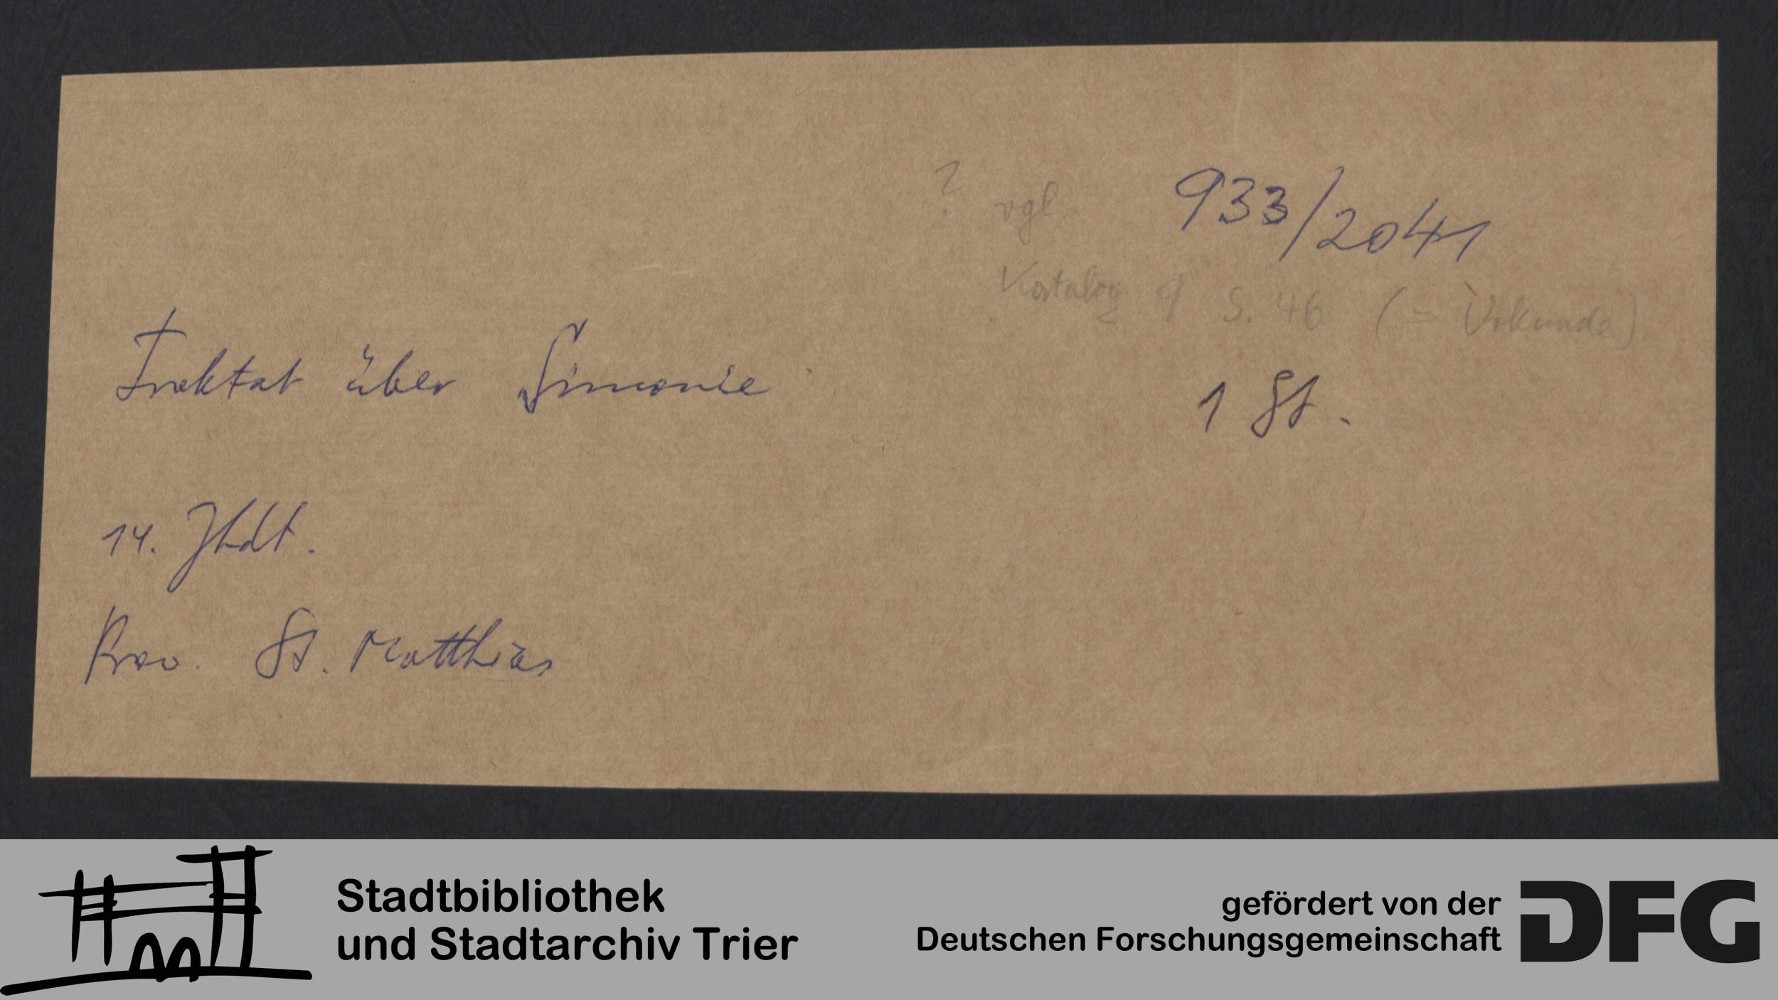 933/2041
? vgl.
Katalog S. 46 (= Urkunde)
Traktat über Simonie
1 St.
14. Jhdt.
Prov. St. Matthias
Stadtbibliothek
und Stadtarchiv Trier
gefördert von der
Deutschen Forschungsgemeinschaft
DFG